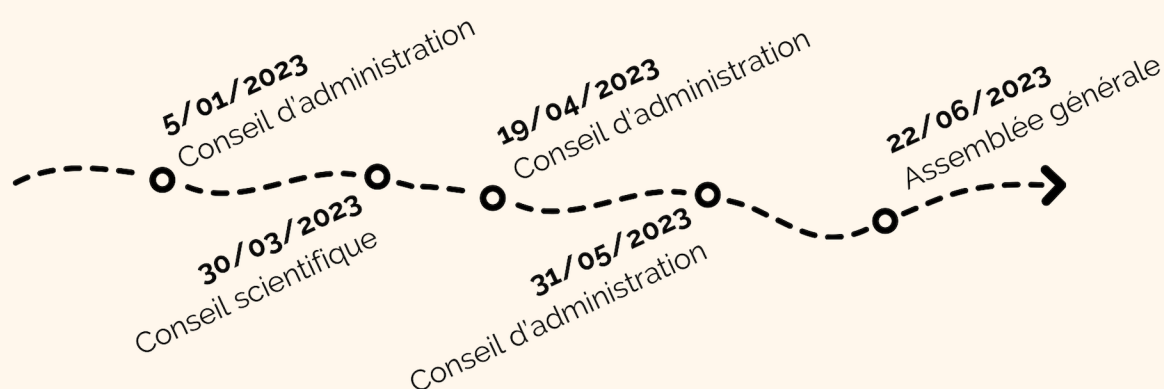 5/01/2023
Conseil d'administration
30/03/2023
Conseil scientifique
19/04/2023
Conseil d'administration
31/05/2023
Conseil d'administration
22/06/2023
Assemblée générale